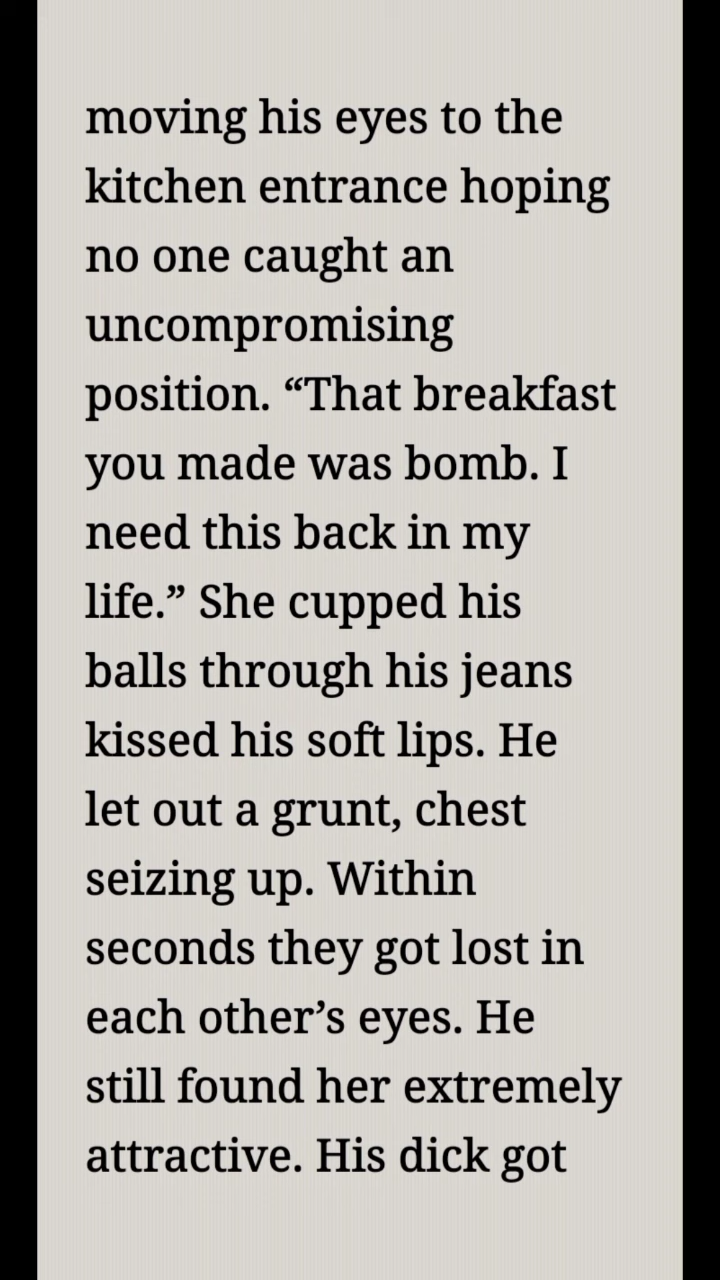 moving his eyes to the
kitchen entrance hoping
no one caught an
uncompromising
position. “That breakfast
you made was bomb. I
need this back in my
life.” She cupped his
balls through his jeans
kissed his soft lips. He
let out a grunt, chest
seizing up. Within
seconds they got lost in
each other’s eyes. He
still found her extremely
attractive. His dick got